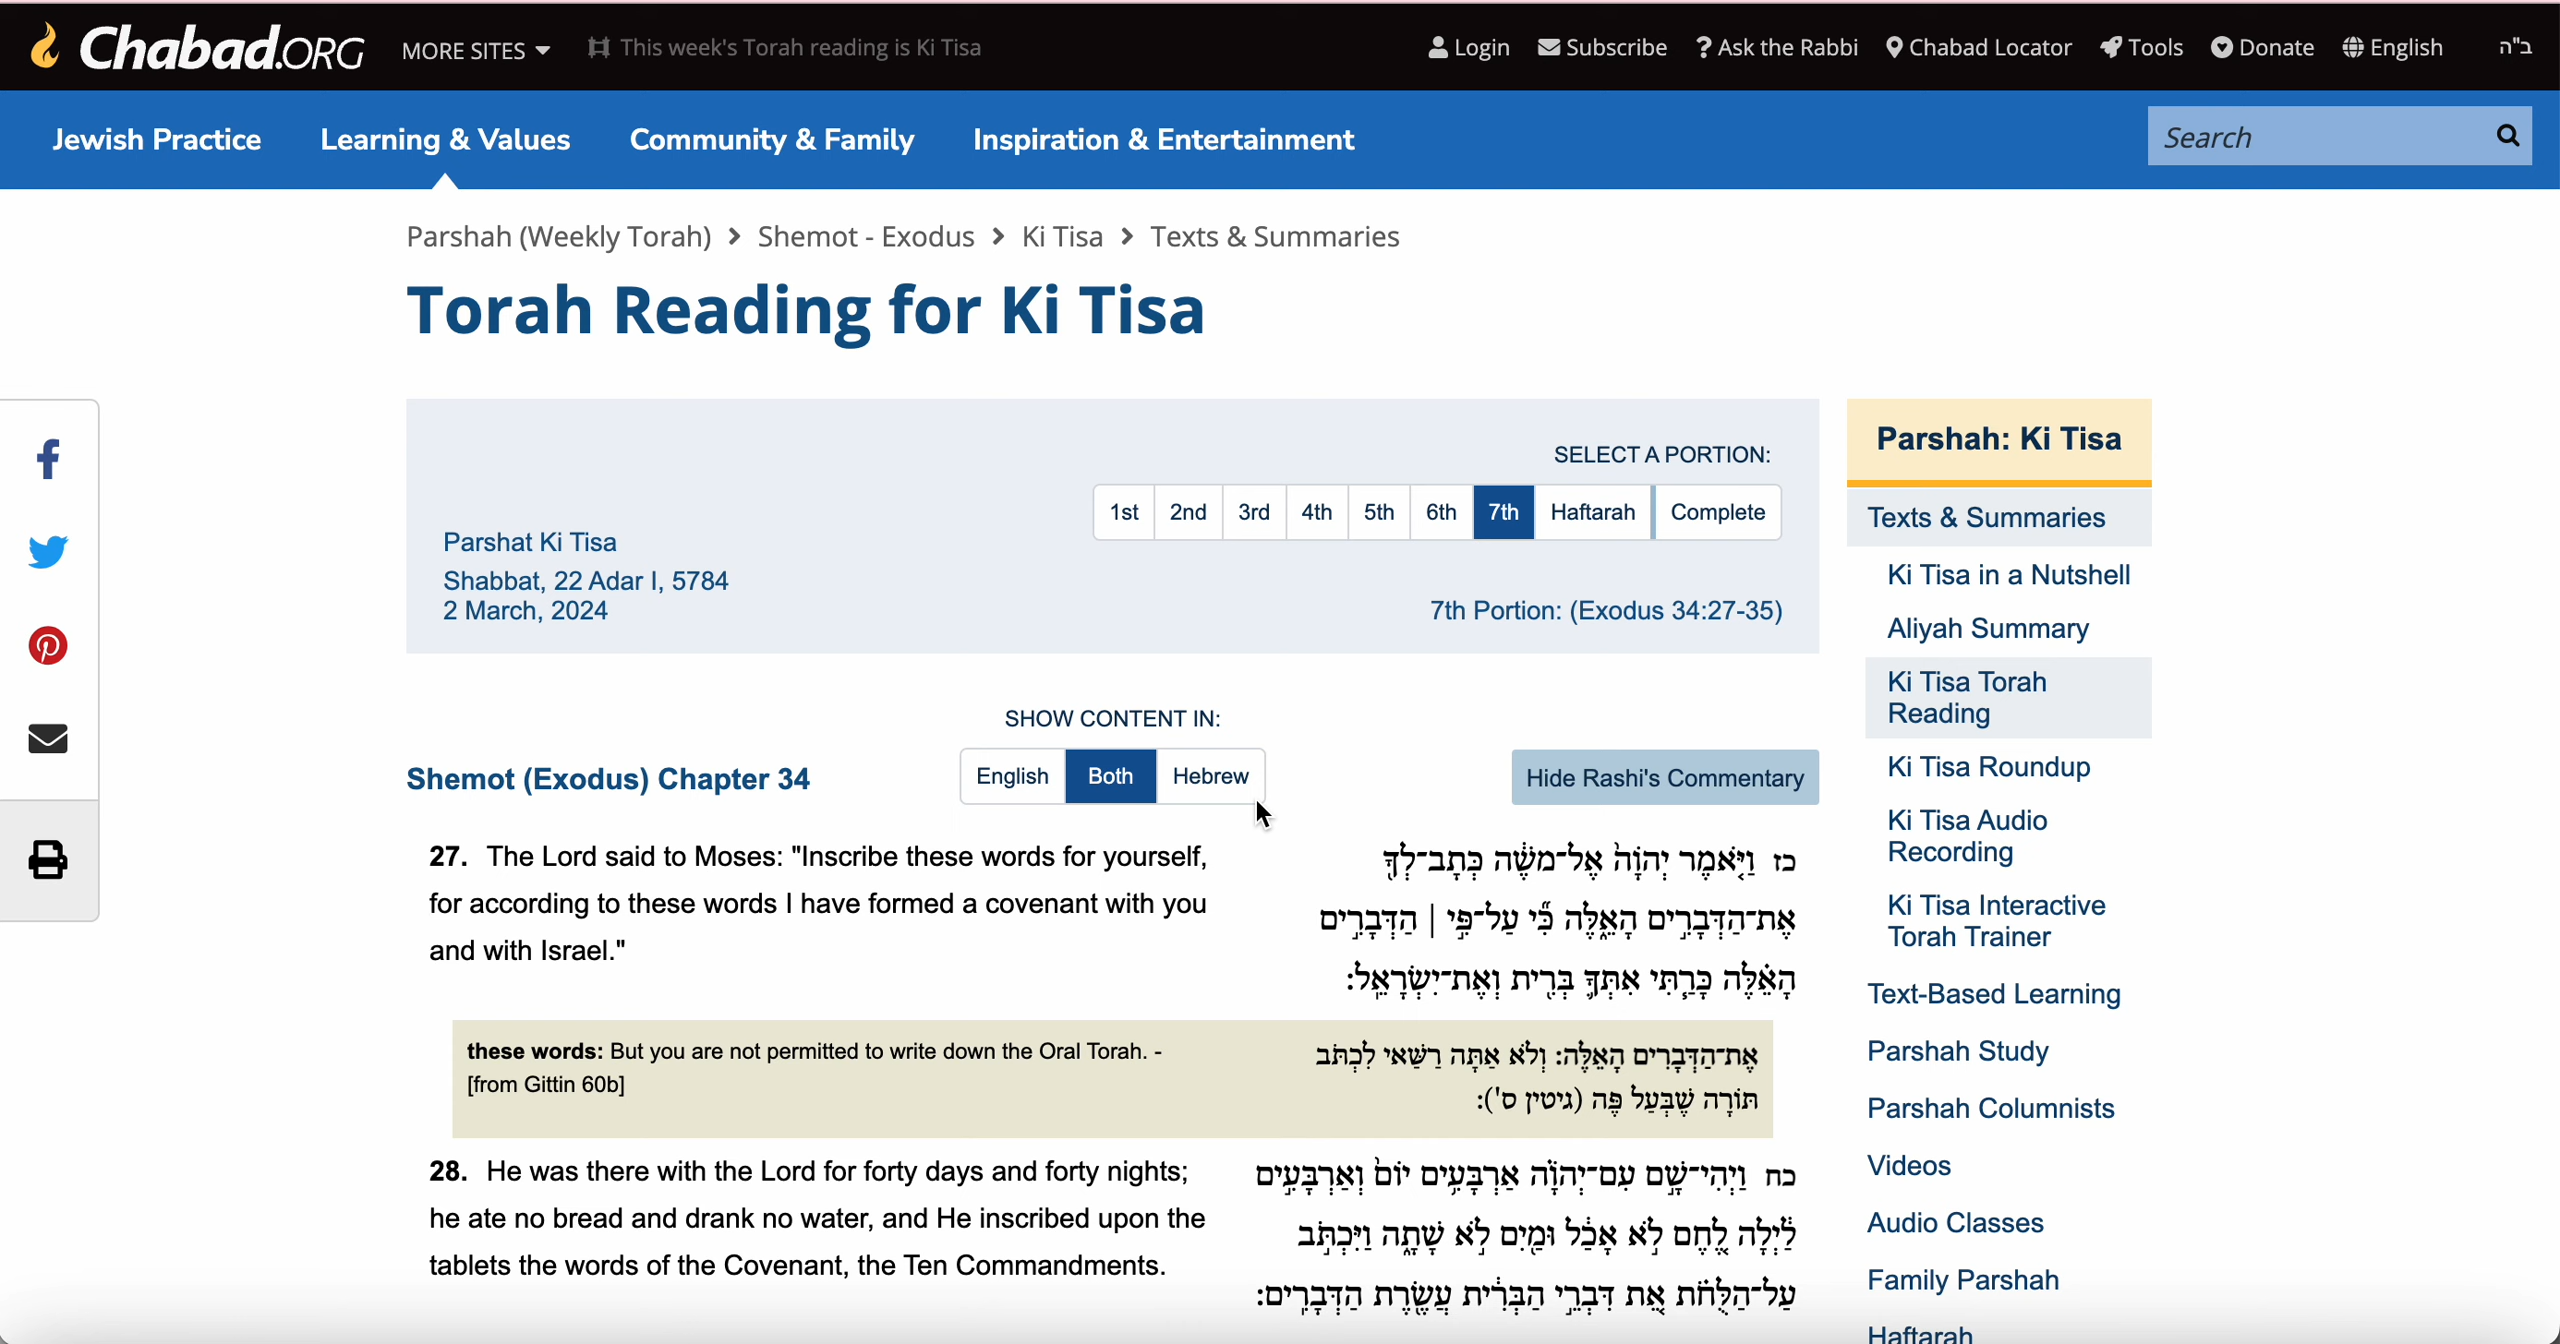 Chabad.ORG
MORE SITES
This week's Torah reading is Ki Tisa
Login
Subscribe
? Ask the Rabbi
Chabad Locator
Tools
Donate
English
ב"ה
Jewish Practice
Learning & Values
Community & Family
Inspiration & Entertainment
Search
Parshah (Weekly Torah) > Shemot - Exodus > Ki Tisa > Texts & Summaries
Torah Reading for Ki Tisa
SELECT A PORTION:
1st 2nd 3rd 4th 5th 6th 7th Haftarah Complete
Parshat Ki Tisa
Shabbat, 22 Adar I, 5784
2 March, 2024
7th Portion: (Exodus 34:27-35)
SHOW CONTENT IN:
Shemot (Exodus) Chapter 34
English Both Hebrew
Hide Rashi's Commentary
27. The Lord said to Moses: "Inscribe these words for yourself,
for according to these words I have formed a covenant with you
and with Israel."
כז וַיֹּ֤אמֶר יְהֹוָה֙ אֶל־משֶׁ֔ה כְּתָב־לְךָ֖
אֶת־הַדְּבָרִ֣ים הָאֵ֑לֶּה כִּ֞י עַל־פִּ֣י | הַדְּבָרִ֣ים
הָאֵ֗לֶּה כָּרַ֧תִּי אִתְּךָ֛ בְּרִ֖ית וְאֶת־יִשְׂרָאֵֽל:
these words: But you are not permitted to write down the Oral Torah. -
[from Gittin 60b]
אֶת־הַדְּבָרִים הָאֵלֶּה: וְלֹא אַתָּה רַשַּׁאי לִכְתֹּב
תּוֹרָה שֶׁבְּעַל פֶּה (גיטין ס'):
28. He was there with the Lord for forty days and forty nights;
he ate no bread and drank no water, and He inscribed upon the
tablets the words of the Covenant, the Ten Commandments.
כח וַֽיְהִי־שָׁ֣ם עִם־יְהֹוָ֗ה אַרְבָּעִ֥ים יוֹם֙ וְאַרְבָּעִ֣ים
לַ֔יְלָה לֶ֚חֶם לֹ֣א אָכַ֔ל וּמַ֖יִם לֹ֣א שָׁתָ֑ה וַיִּכְתֹּ֣ב
עַל־הַלֻּחֹ֗ת אֵ֚ת דִּבְרֵ֣י הַבְּרִ֔ית עֲשֶׂ֖רֶת הַדְּבָרִֽים:
Parshah: Ki Tisa
Texts & Summaries
Ki Tisa in a Nutshell
Aliyah Summary
Ki Tisa Torah
Reading
Ki Tisa Roundup
Ki Tisa Audio
Recording
Ki Tisa Interactive
Torah Trainer
Text-Based Learning
Parshah Study
Parshah Columnists
Videos
Audio Classes
Family Parshah
Haftarah